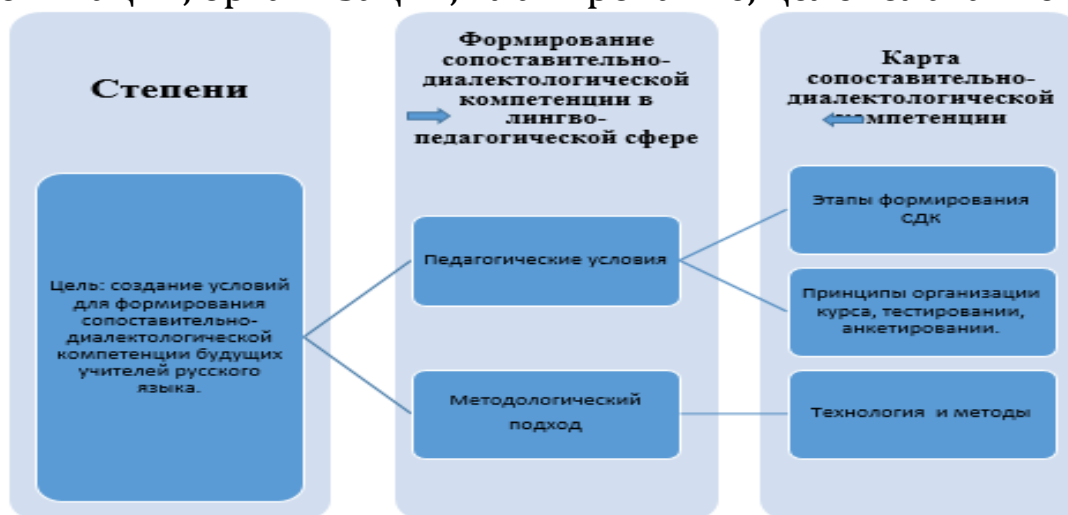 Степени
Цель: создание условий
для формирования
сопоставительно-
диалектологической
компетенции будущих
учителей русского
языка.
Формирование
сопоставительно-
диалектологической
компетенции в
лингво-
педагогической сфере
Педагогические условия
Методологический
подход
Карта
сопоставительно-
диалектологической
компетенции
Этапы формирования
СДК
Принципы организации
курса, тестировании,
анкетировании.
Технология и методы